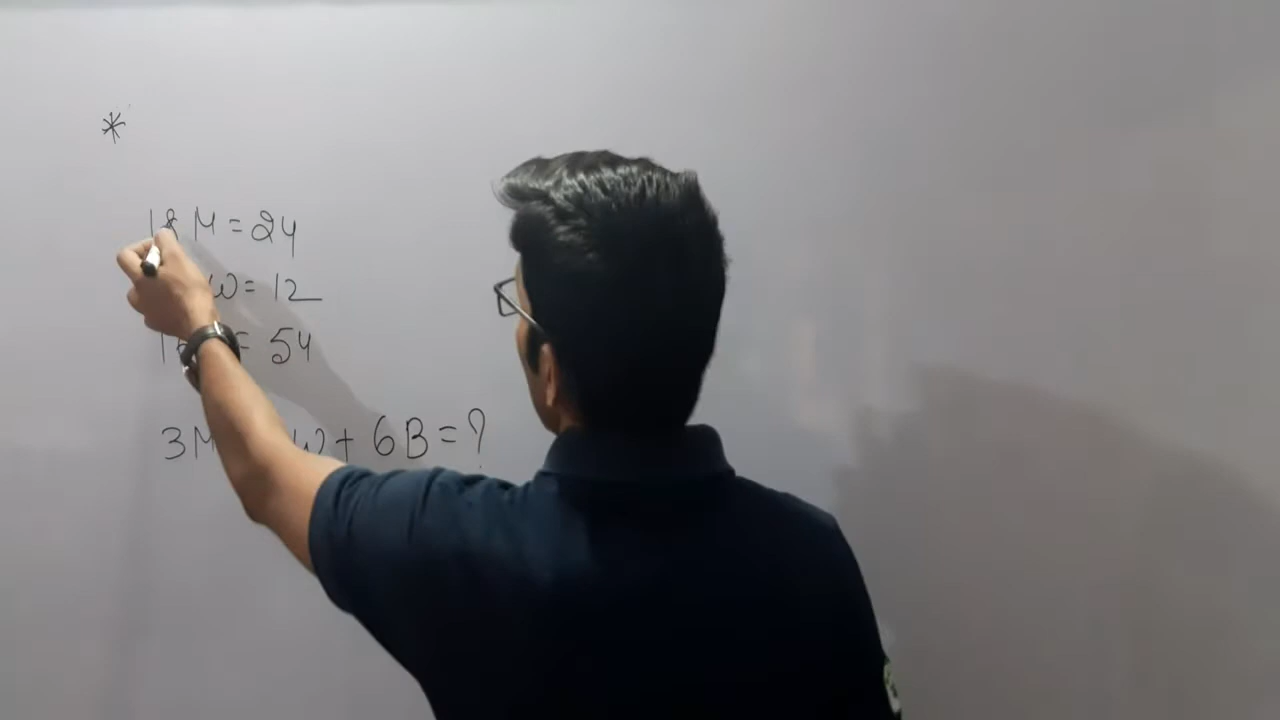 *
18 M = 24
W = 12
= 54
3M W + 6B = ?